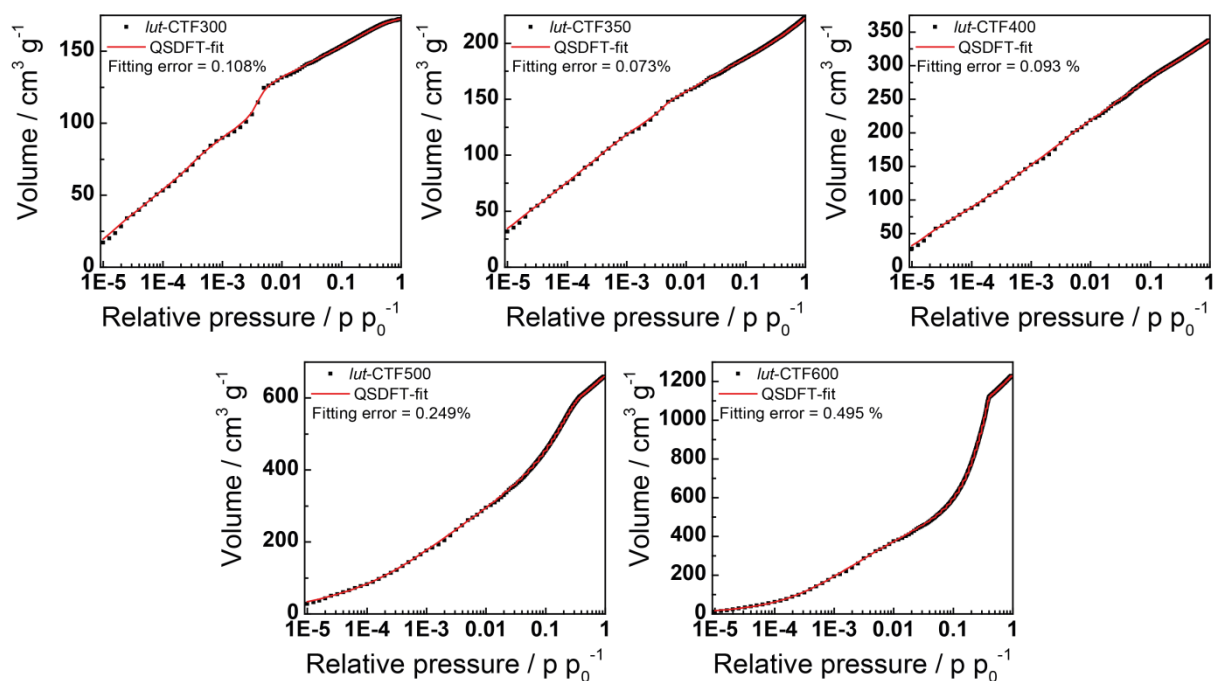 lut-CTF300
QSDFT-fit
Fitting error = 0.108%
150
100
50
0
1E-5 1E-4 1E-3 0.01 0.1 1
Volume / cm³ g⁻¹
Relative pressure / p p₀⁻¹
lut-CTF350
QSDFT-fit
Fitting error = 0.073%
200
150
100
50
0
1E-5 1E-4 1E-3 0.01 0.1 1
Volume / cm³ g⁻¹
Relative pressure / p p₀⁻¹
lut-CTF400
QSDFT-fit
Fitting error = 0.093 %
350
300
250
200
150
100
50
0
1E-5 1E-4 1E-3 0.01 0.1 1
Volume / cm³ g⁻¹
Relative pressure / p p₀⁻¹
lut-CTF500
QSDFT-fit
Fitting error = 0.249%
600
400
200
0
1E-5 1E-4 1E-3 0.01 0.1 1
Volume / cm³ g⁻¹
Relative pressure / p p₀⁻¹
lut-CTF600
QSDFT-fit
Fitting error = 0.495 %
1200
1000
800
600
400
200
0
1E-5 1E-4 1E-3 0.01 0.1 1
Volume / cm³ g⁻¹
Relative pressure / p p₀⁻¹